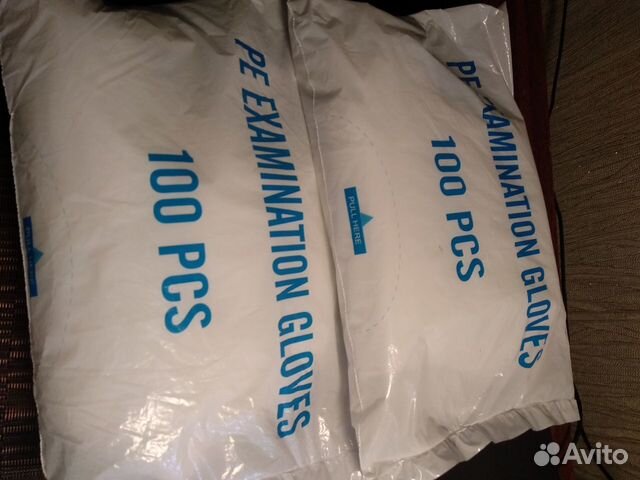 PE EXAMINATION GLOVES
100 PCS
PE EXAMINATION GLOVES
100 PCS
PULL HERE
Avito